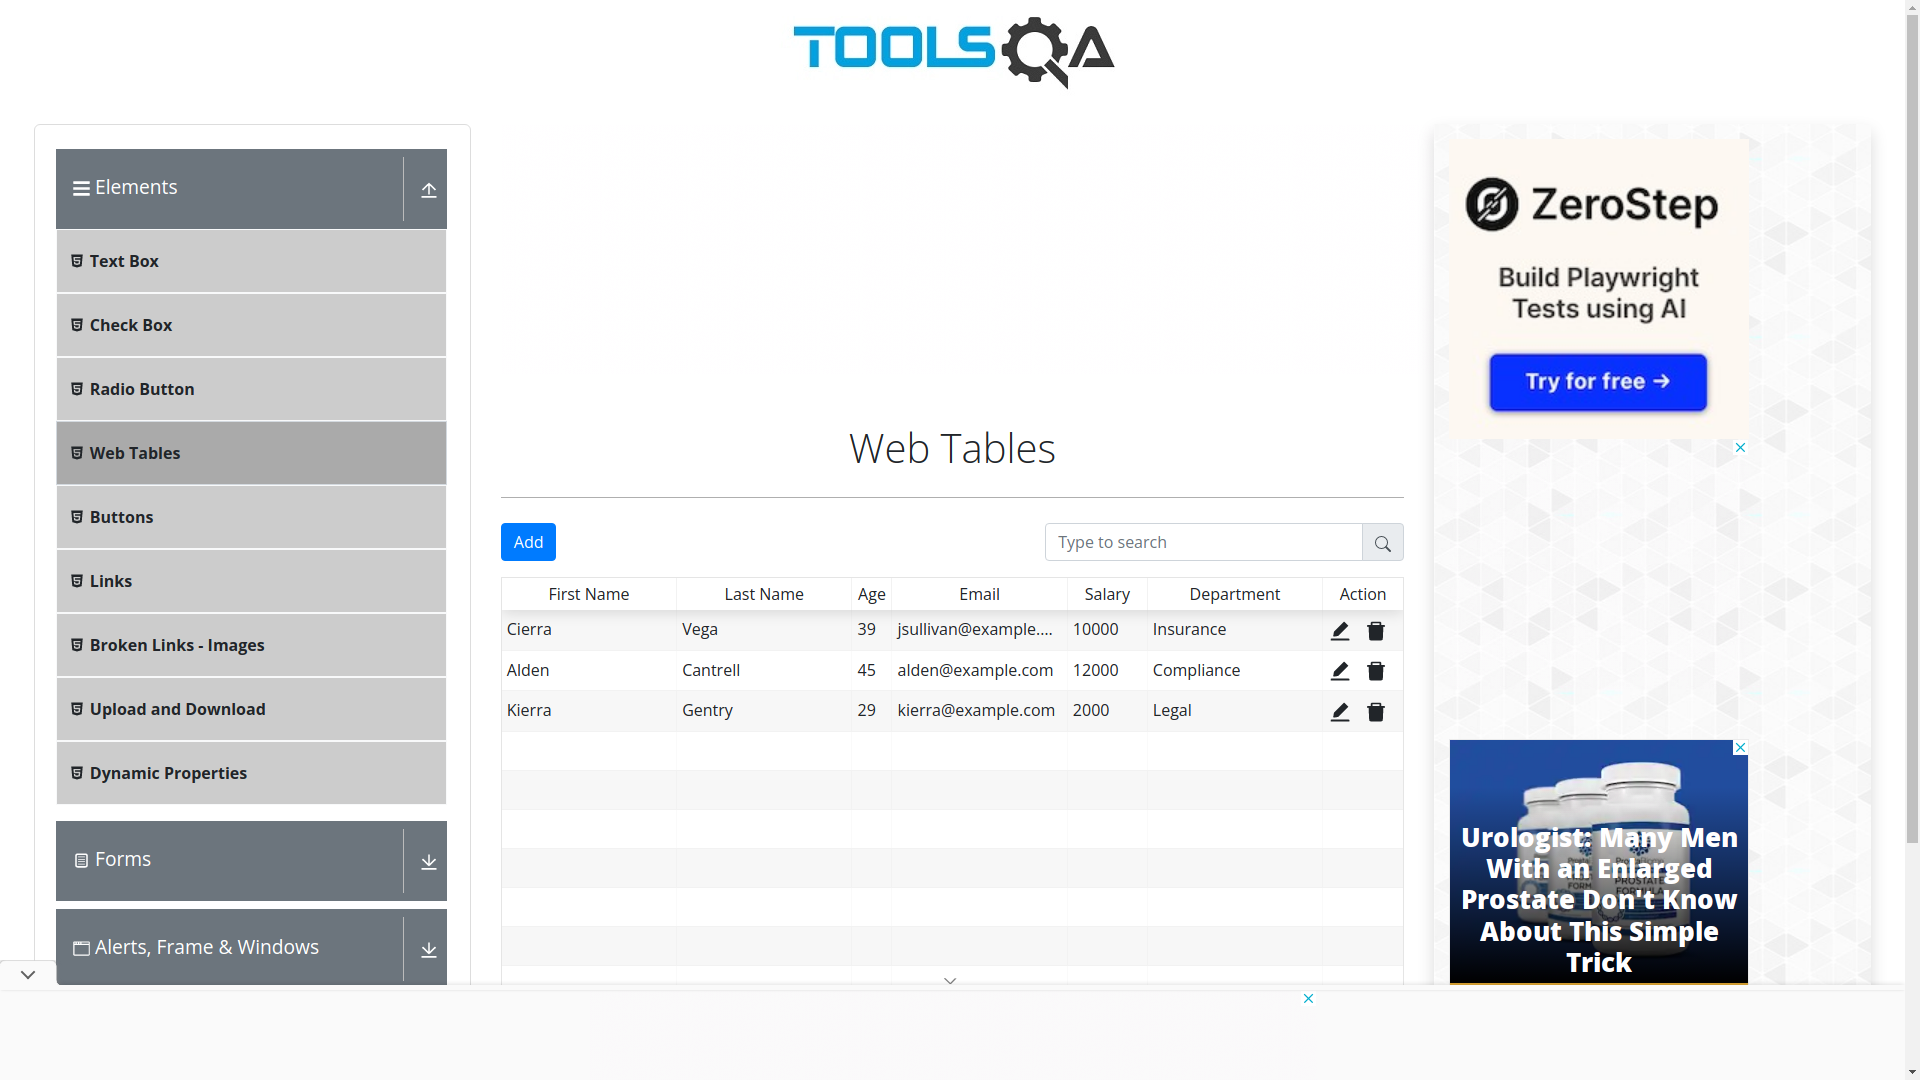 TOOLSQA
Elements
Text Box
Check Box
Radio Button
Web Tables
Buttons
Links
Broken Links - Images
Upload and Download
Dynamic Properties
Forms
Alerts, Frame & Windows
Web Tables
Add
Type to search
First Name Last Name Age Email Salary Department Action
Cierra Vega 39 jsullivan@example.... 10000 Insurance
Alden Cantrell 45 alden@example.com 12000 Compliance
Kierra Gentry 29 kierra@example.com 2000 Legal
ZeroStep
Build Playwright
Tests using AI
Try for free →
Urologist: Many Men
With an Enlarged
Prostate Don't Know
About This Simple
Trick